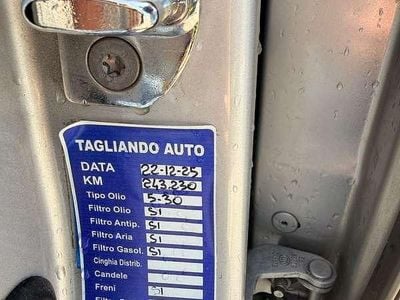 TAGLIANDO AUTO
DATA 22-12-25
KM 243.230
Tipo Olio 5-30
Filtro Olio SI
Filtro Antip. SI
Filtro Aria SI
Filtro Gasol. SI
Cinghia Distrib.
Candele
Freni SI